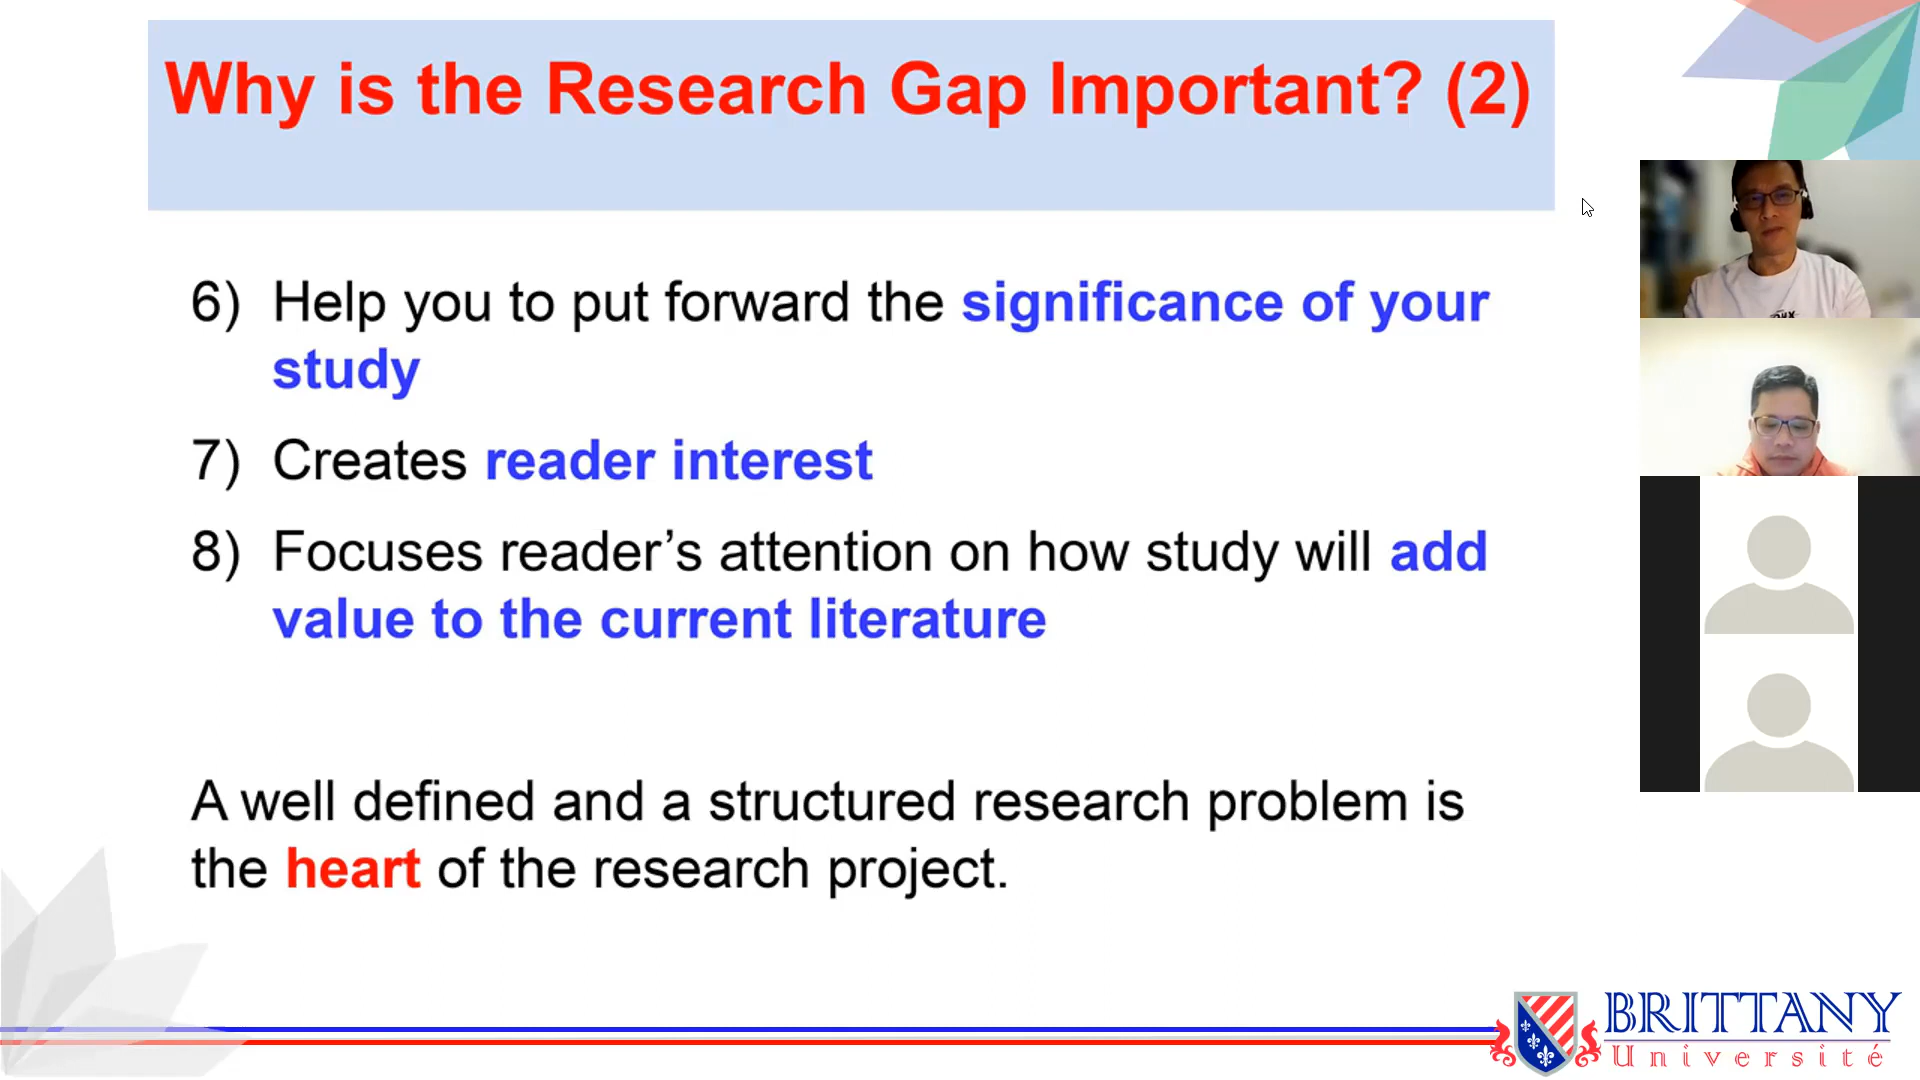 Why is the Research Gap Important? (2)
6) Help you to put forward the significance of your
study
7) Creates reader interest
8) Focuses reader’s attention on how study will add
value to the current literature
A well defined and a structured research problem is
the heart of the research project.
BRITTANY
Université